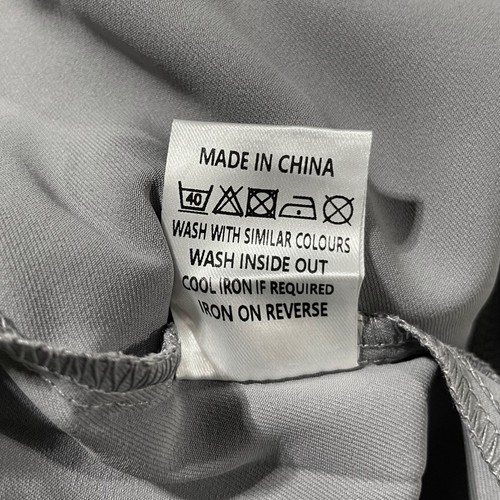 MADE IN CHINA
40
WASH WITH SIMILAR COLOURS
WASH INSIDE OUT
COOL IRON IF REQUIRED
IRON ON REVERSE